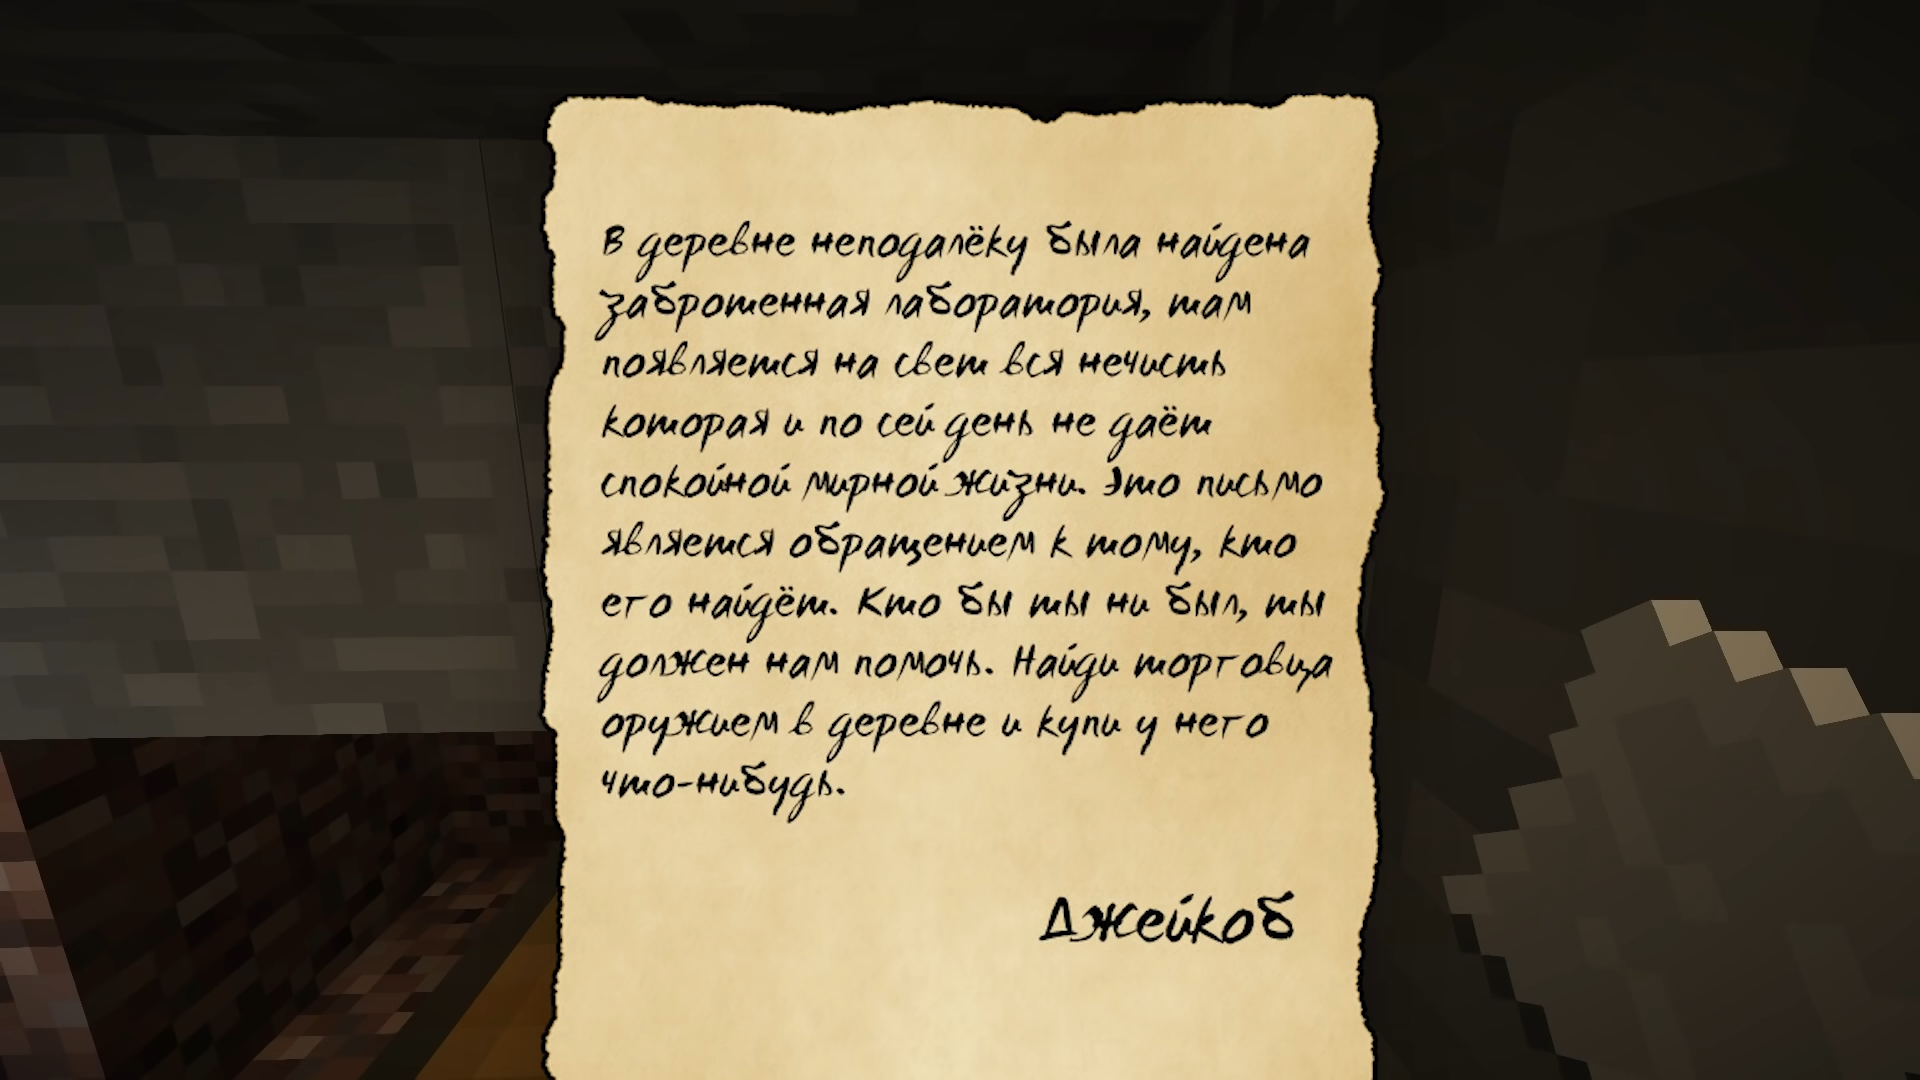 В деревне неподалёку была найдена
заброшенная лаборатория, там
появляется на свет вся нечисть
которая и по сей день не даёт
спокойной мирной жизни. Это письмо
является обращением к тому, кто
его найдёт. Кто бы ты ни был, ты
должен нам помочь. Найди торговца
оружием в деревне и купи у него
что-нибудь.
Джейкоб